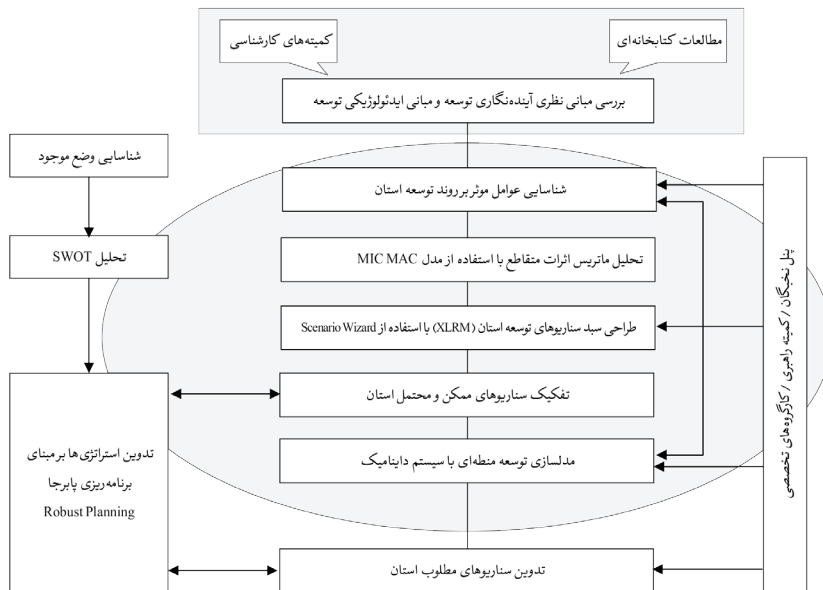 مطالعات کتابخانه‌ای
کمیته‌های کارشناسی
بررسی مبانی نظری آینده‌نگاری توسعه و مبانی ایدئولوژیکی توسعه
شناسایی وضع موجود
شناسایی عوامل موثر بر روند توسعه استان
تحلیل SWOT
تحلیل ماتریس اثرات متقاطع با استفاده از مدل MIC MAC
طراحی سبد سناریوهای توسعه استان (XLRM) با استفاده از Scenario Wizard
تفکیک سناریوهای ممکن و محتمل استان
مدلسازی توسعه منطه‌ای با سیستم داینامیک
تدوین سناریوهای مطلوب استان
تدوین استراتژی‌ها بر مبنای
برنامه‌ریزی پابرجا
Robust Planning
پنل نخبگان / کمیته راهبری / کارگروه‌های تخصصی